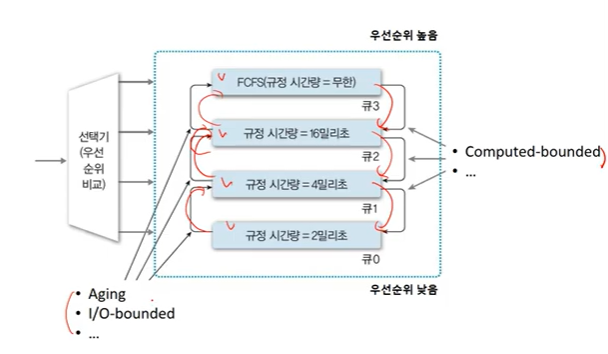 우선순위 높음
FCFS(규정 시간량 = 무한)
큐3
선택기
(우선
순위
비교)
규정 시간량 = 16밀리초
큐2
• Computed-bounded
• ...
규정 시간량 = 4밀리초
큐1
규정 시간량 = 2밀리초
큐0
우선순위 낮음
• Aging
• I/O-bounded
• ...